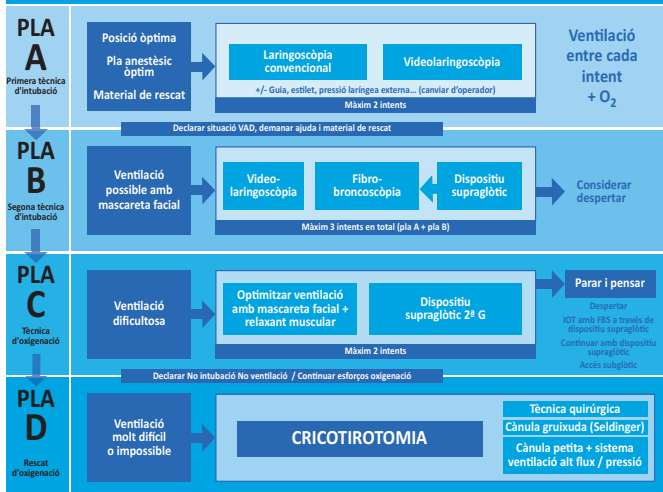 PLA
A
Primera tècnica
d'intubació
Posició òptima
Pla anestèsic
òptim
Material de rescat
Laringoscòpia
convencional
Videolaringoscòpia
+/- Guia, estilet, pressió laríngea externa... (canviar d'operador)
Màxim 2 intents
Ventilació
entre cada
intent
+ O₂
Declarar situació VAD, demanar ajuda i material de rescat
PLA
B
Segona tècnica
d'intubació
Ventilació
possible amb
mascareta facial
Video-
laringoscòpia
Fibro-
broncoscòpia
Dispositiu
supraglòtic
Màxim 3 intents en total (pla A + pla B)
Considerar
despertar
PLA
C
Tècnica
d'oxigenació
Ventilació
dificultosa
Optimitzar ventilació
amb mascareta facial +
relaxant muscular
Dispositiu
supraglòtic 2ª G
Màxim 2 intents
Parar i pensar
Despertar
IOT amb FBS a través de
dispositiu supraglòtic
Continuar amb dispositiu
supraglòtic
Accés subglòtic
Declarar No intubació No ventilació / Continuar esforços oxigenació
PLA
D
Rescat
d'oxigenació
Ventilació
molt difícil
o impossible
CRICOTIROTOMIA
Tècnica quirúrgica
Cànula gruixuda (Seldinger)
Cànula petita + sistema
ventilació alt flux / pressió